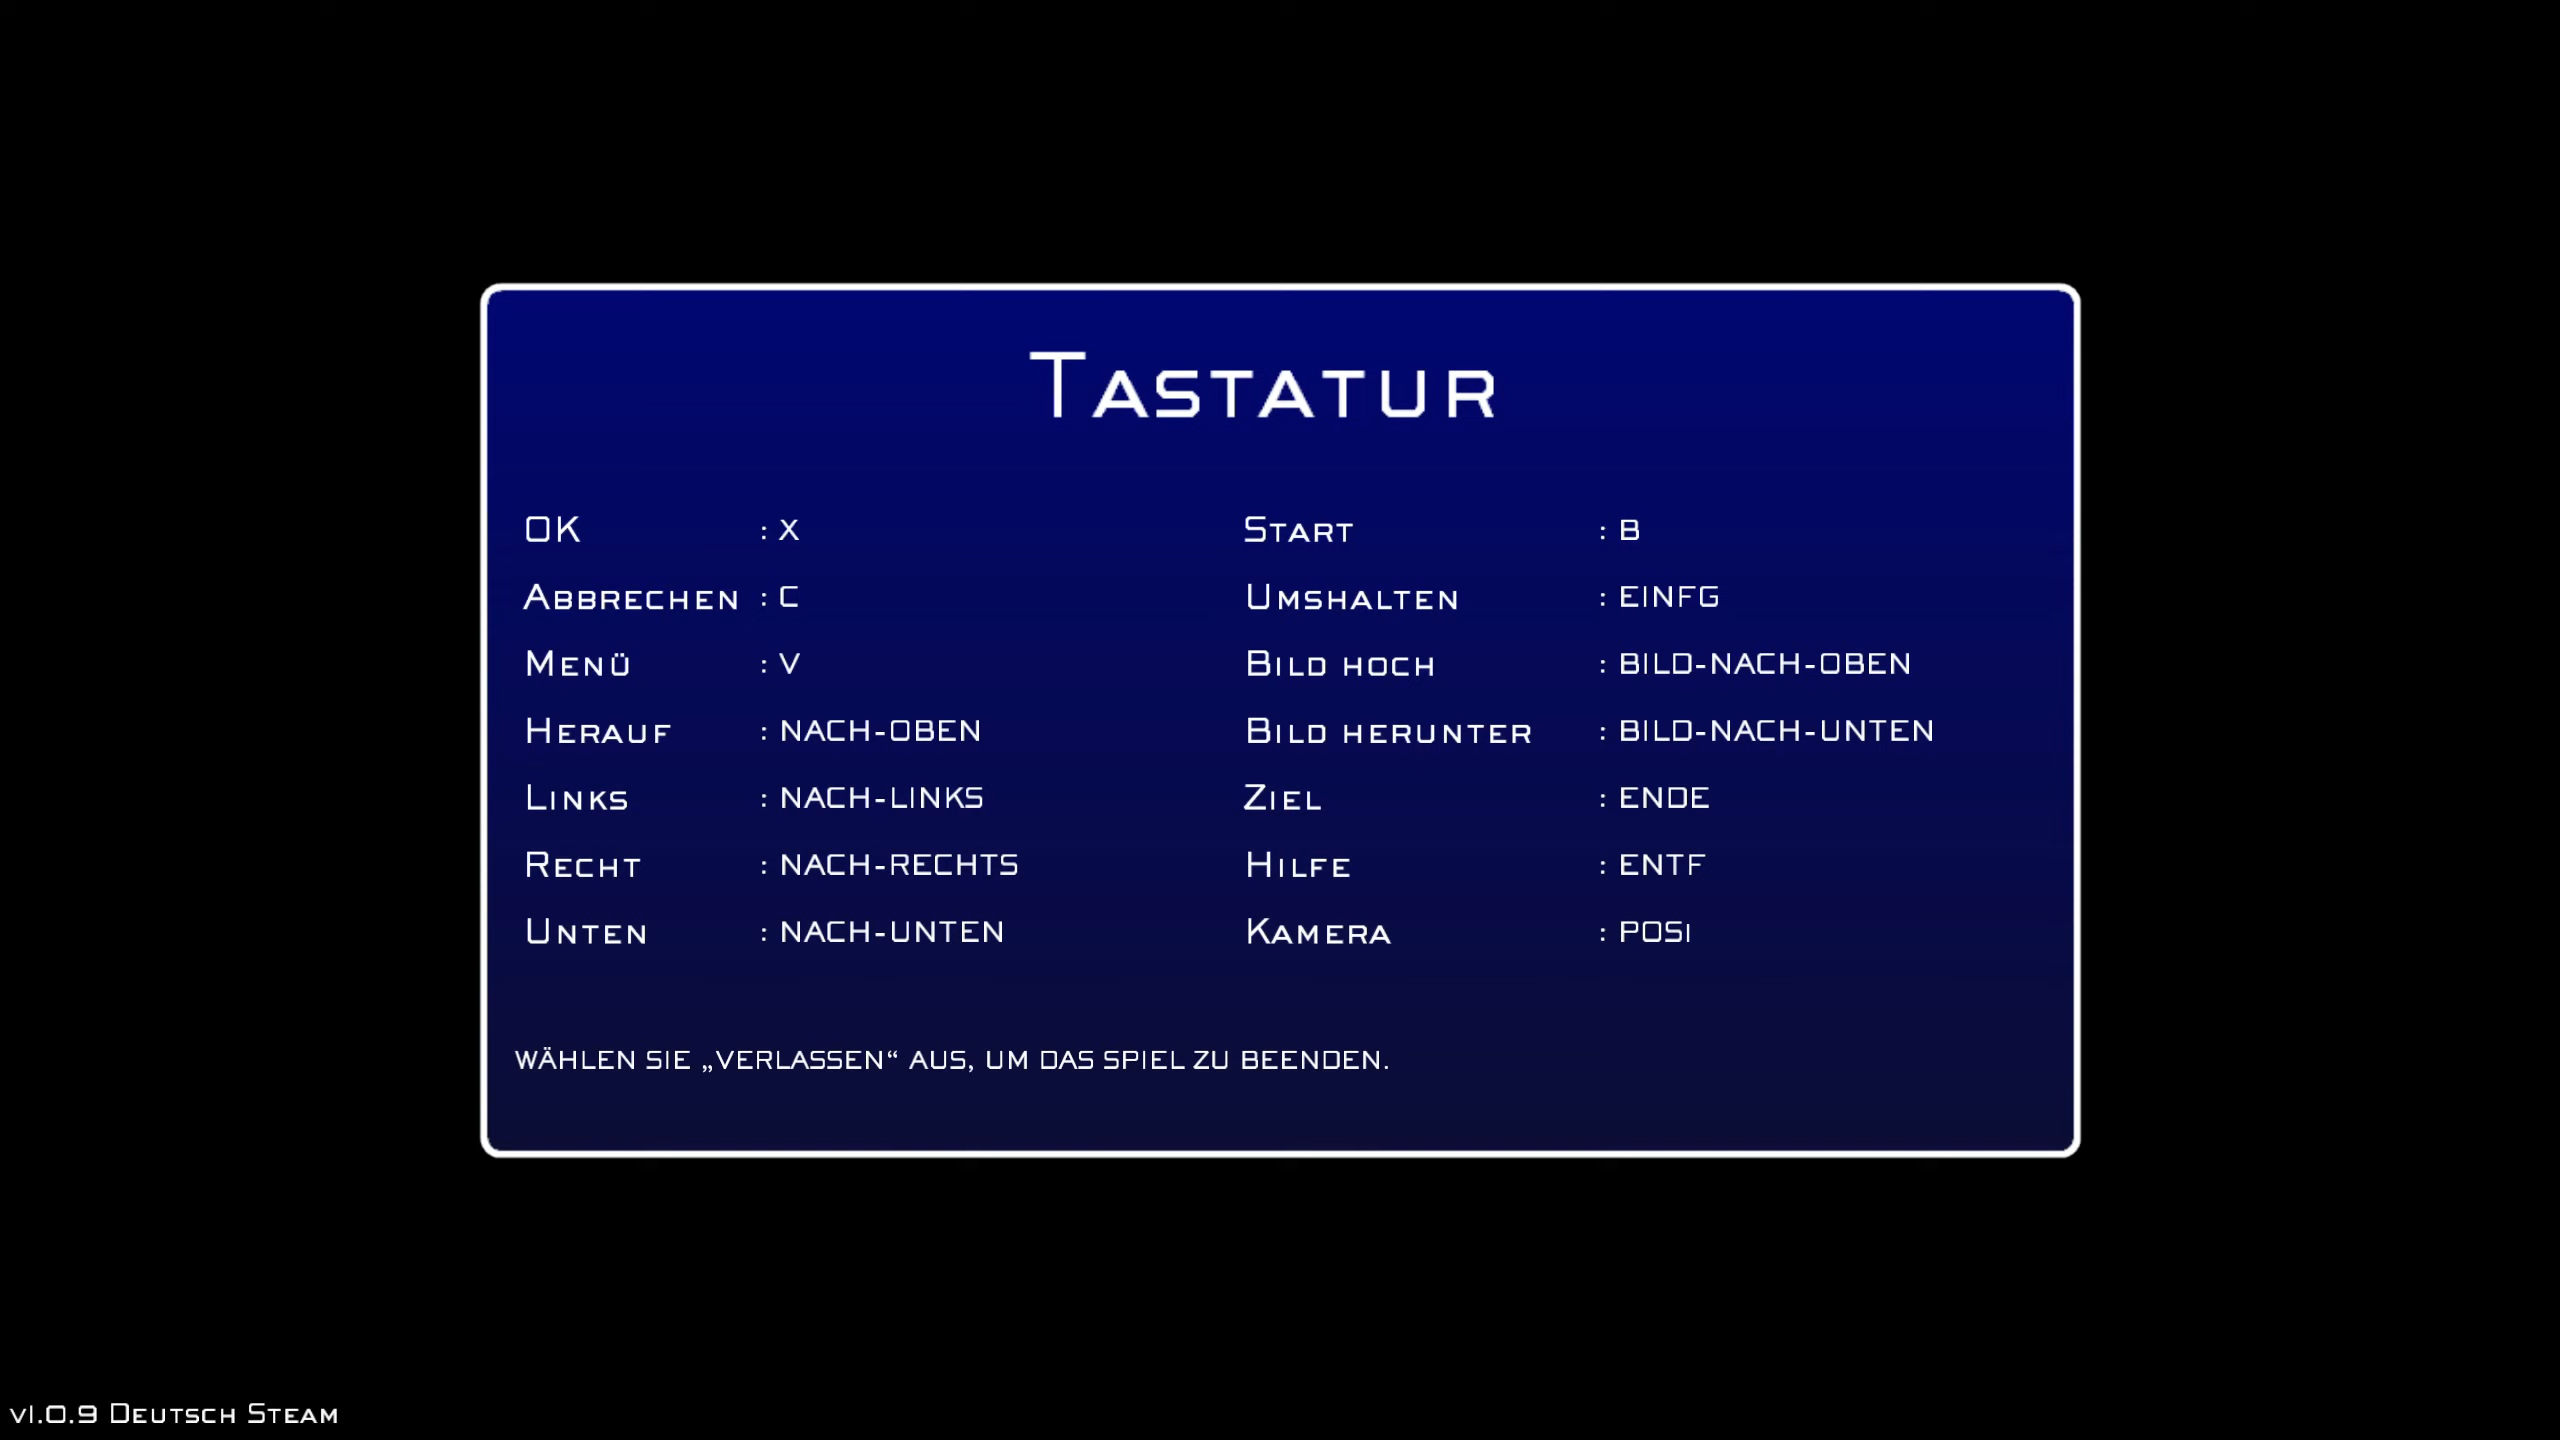 Tastatur
OK : X Start : B
Abbrechen : C Umshalten : EINFG
Menü : V Bild hoch : BILD-NACH-OBEN
Herauf : NACH-OBEN Bild herunter : BILD-NACH-UNTEN
Links : NACH-LINKS Ziel : ENDE
Recht : NACH-RECHTS Hilfe : ENTF
Unten : NACH-UNTEN Kamera : POS1
WÄHLEN SIE „VERLASSEN“ AUS, UM DAS SPIEL ZU BEENDEN.
v1.0.9 Deutsch Steam